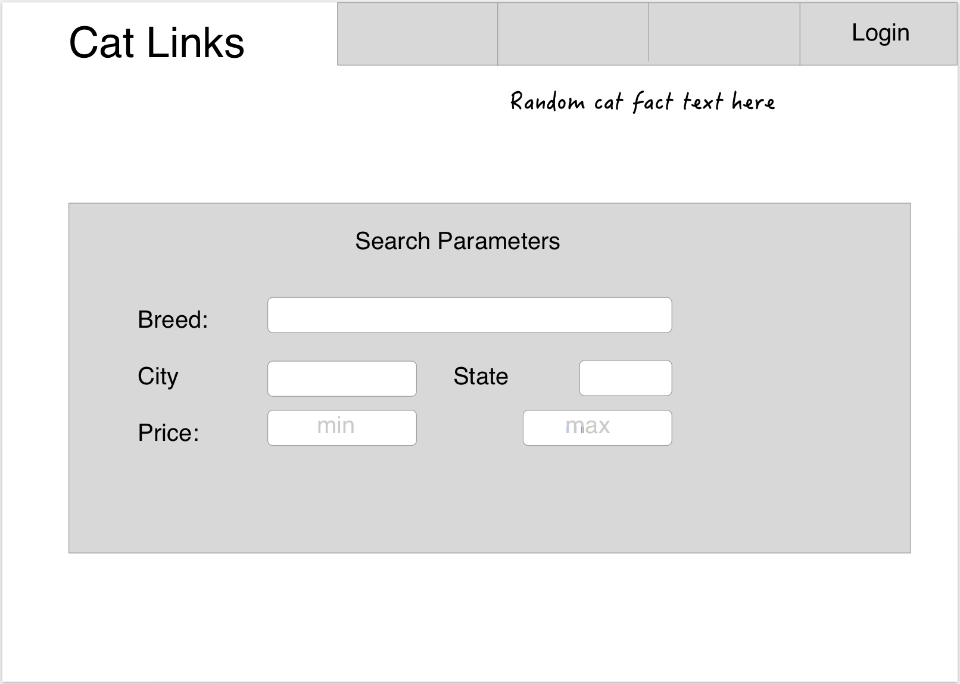 Cat Links
Login
Random cat fact text here
Search Parameters
Breed:
City State
Price: min max